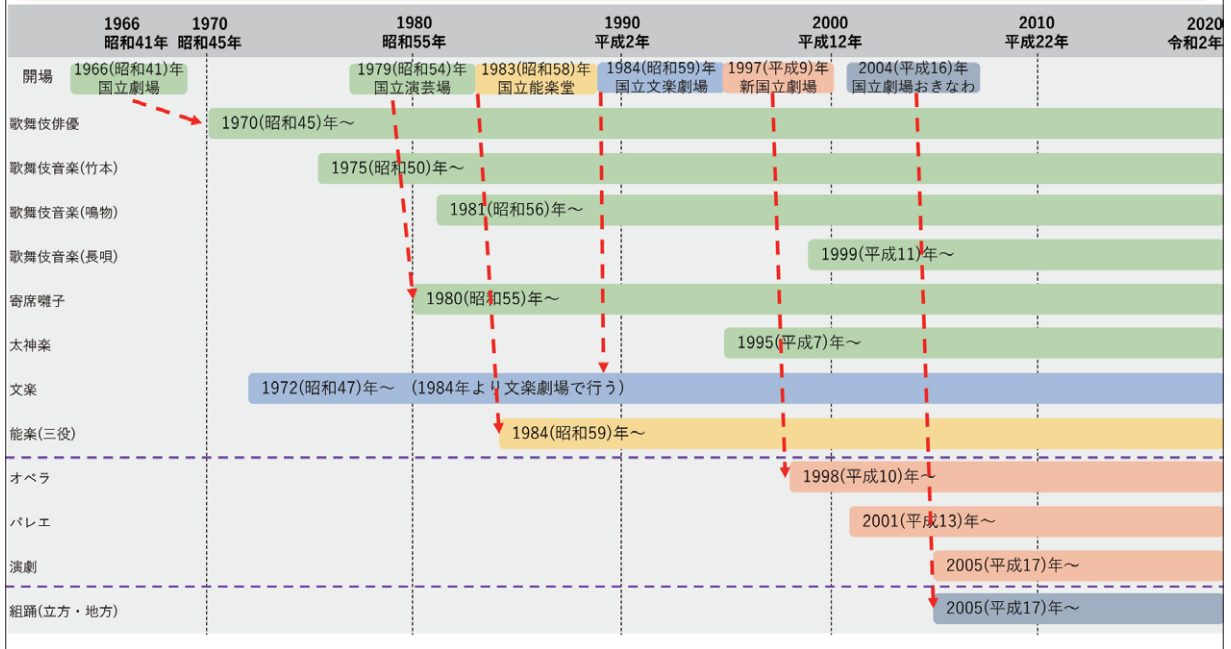 1966 1970 1980 1990 2000 2010 2020
昭和41年 昭和45年 昭和55年 平成2年 平成12年 平成22年 令和2年
開場
1966(昭和41)年
国立劇場
1979(昭和54)年
国立演芸場
1983(昭和58)年
国立能楽堂
1984(昭和59)年
国立文楽劇場
1997(平成9)年
新国立劇場
2004(平成16)年
国立劇場おきなわ
歌舞伎俳優 1970(昭和45)年～
歌舞伎音楽(竹本) 1975(昭和50)年～
歌舞伎音楽(鳴物) 1981(昭和56)年～
歌舞伎音楽(長唄) 1999(平成11)年～
寄席囃子 1980(昭和55)年～
太神楽 1995(平成7)年～
文楽 1972(昭和47)年～ (1984年より文楽劇場で行う)
能楽(三役) 1984(昭和59)年～
オペラ 1998(平成10)年～
バレエ 2001(平成13)年～
演劇 2005(平成17)年～
組踊(立方・地方) 2005(平成17)年～